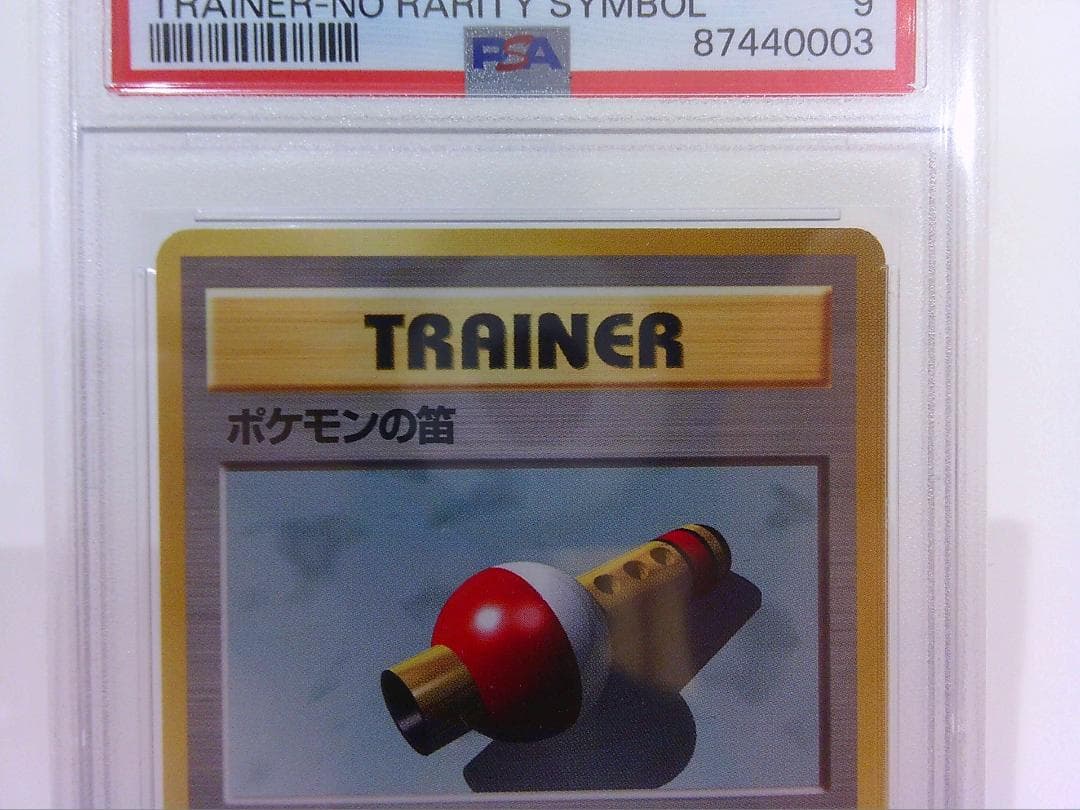 TRAINER-NO RARITY SYMBOL 9
PSA 87440003
TRAINER
ポケモンの笛